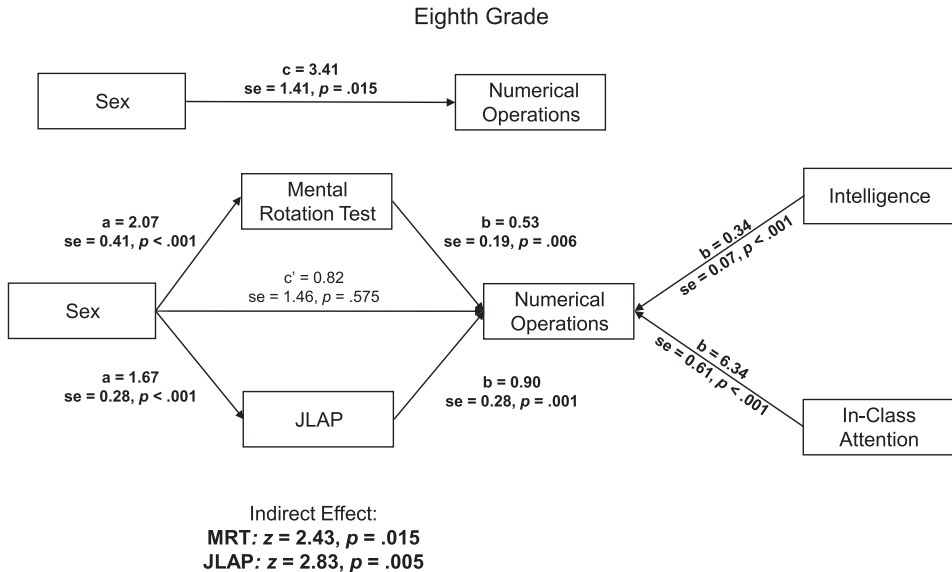 Eighth Grade
Sex
c = 3.41
se = 1.41, p = .015
Numerical
Operations
Mental
Rotation Test
Intelligence
a = 2.07
se = 0.41, p < .001
b = 0.53
se = 0.19, p = .006
b = 0.34
se = 0.07, p < .001
Sex
c' = 0.82
se = 1.46, p = .575
Numerical
Operations
a = 1.67
se = 0.28, p < .001
b = 0.90
se = 0.28, p = .001
b = 6.34
se = 0.61, p < .001
JLAP
In-Class
Attention
Indirect Effect:
MRT: z = 2.43, p = .015
JLAP: z = 2.83, p = .005